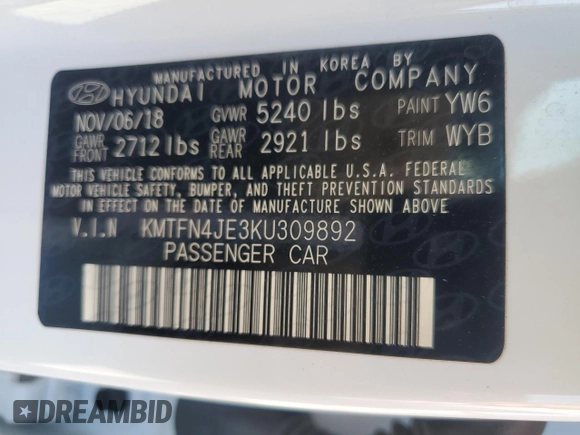 MANUFACTURED IN KOREA BY
HYUNDAI MOTOR COMPANY
NOV/06/18 GVWR 5240 lbs PAINT YW6
GAWR FRONT 2712 lbs GAWR REAR 2921 lbs TRIM WYB
THIS VEHICLE CONFORMS TO ALL APPLICABLE U.S.A. FEDERAL
MOTOR VEHICLE SAFETY, BUMPER, AND THEFT PREVENTION STANDARDS
IN EFFECT ON THE DATE OF MANUFACTURE SHOWN ABOVE
V.I.N KMTFN4JE3KU309892
PASSENGER CAR
DREAMBID